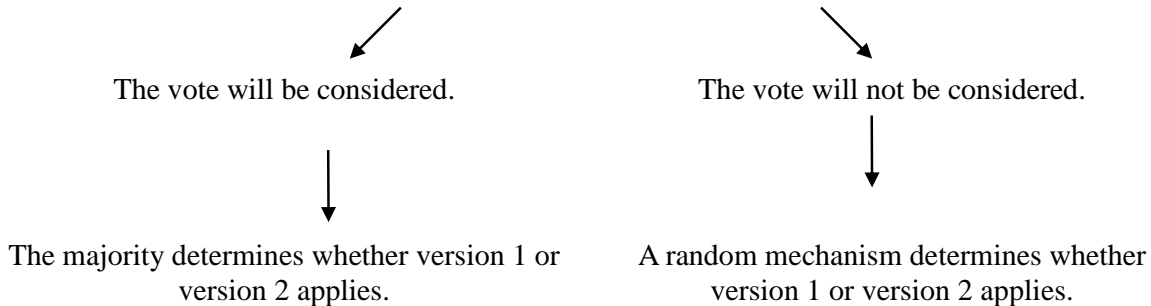 The vote will be considered.
The vote will not be considered.
The majority determines whether version 1 or
version 2 applies.
A random mechanism determines whether
version 1 or version 2 applies.